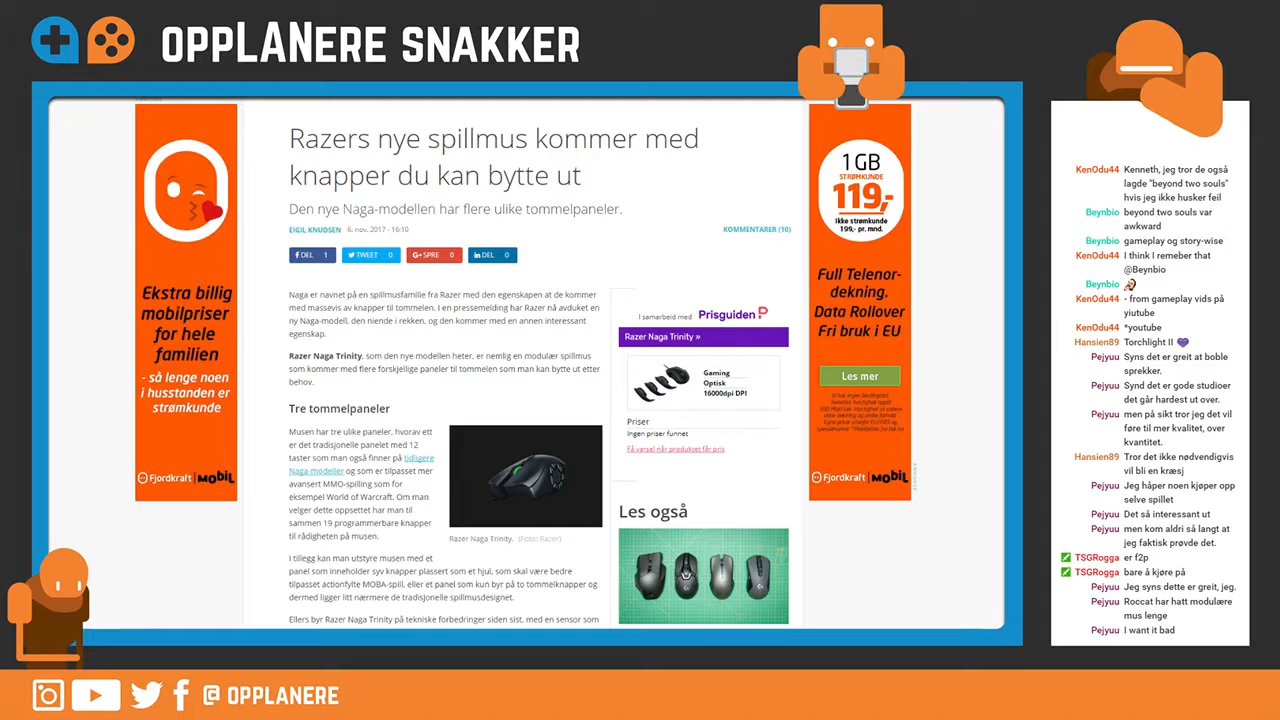 OPPLANERE SNAKKER
Ekstra billig
mobilpriser
for hele
familien
- så lenge noen
i husstanden er
strømkunde
Fjordkraft MOBIL
Razers nye spillmus kommer med
knapper du kan bytte ut
Den nye Naga-modellen har flere ulike tommelpaneler.
EIGIL KNUDSEN 6. nov. 2017 - 16:10
KOMMENTARER (10)
DEL 1 TWEET 0 SPRE 0 DEL 0
Naga er navnet på en spillmusfamilie fra Razer med den egenskapen at de kommer
med massevis av knapper til tommelen. I en pressemelding har Razer nå avduket en
ny Naga-modell, den niende i rekken, og den kommer med en annen interessant
egenskap.
Razer Naga Trinity, som den nye modellen heter, er nemlig en modulær spillmus
som kommer med flere forskjellige paneler til tommelen som man kan bytte ut etter
behov.
Tre tommelpaneler
Musen har tre ulike paneler, hvorav ett
er det tradisjonelle panelet med 12
taster som man også finner på tidligere
Naga-modeller og som er tilpasset mer
avansert MMO-spilling som for
eksempel World of Warcraft. Om man
velger dette oppsettet har man til
sammen 19 programmerbare knapper
til rådigheten på musen.
Razer Naga Trinity. (Foto: Razer)
I tillegg kan man utstyre musen med et
panel som inneholder syv knapper plassert som et hjul, som skal være bedre
tilpasset actionfylte MOBA-spill, eller et panel som kun byr på to tommelknapper og
dermed ligger litt nærmere de tradisjonelle spillmusdesignet.
Ellers byr Razer Naga Trinity på tekniske forbedringer siden sist, med en sensor som
I samarbeid med Prisguiden
Razer Naga Trinity »
Gaming
Optisk
16000dpi DPI
Priser
Ingen priser funnet
Få varsel når produktet får pris
Les også
1 GB
STRØMKUNDE
119,-
Ikke strømkunde
199,- pr. mnd.
Full Telenor-
dekning.
Data Rollover
Fri bruk i EU
Les mer
Fjordkraft MOBIL
ANNONSE
KenOdu44 Kenneth, jeg tror de også
lagde "beyond two souls"
hvis jeg ikke husker feil
Beynbio beyond two souls var
awkward
Beynbio gameplay og story-wise
KenOdu44 I think I remeber that
@Beynbio
Beynbio
KenOdu44 - from gameplay vids på
yiutube
KenOdu44 *youtube
Hansien89 Torchlight II
Pejyuu Syns det er greit at boble
sprekker.
Pejyuu Synd det er gode studioer
det går hardest ut over.
Pejyuu men på sikt tror jeg det vil
føre til mer kvalitet, over
kvantitet.
Hansien89 Tror det ikke nødvendigvis
vil bli en kræsj
Pejyuu Jeg håper noen kjøper opp
selve spillet
Pejyuu Det så interessant ut
Pejyuu men kom aldri så langt at
jeg faktisk prøvde det.
TSGRogga er f2p
TSGRogga bare å kjøre på
Pejyuu Jeg syns dette er greit, jeg.
Pejyuu Roccat har hatt modulære
mus lenge
Pejyuu I want it bad
@ OPPLANERE